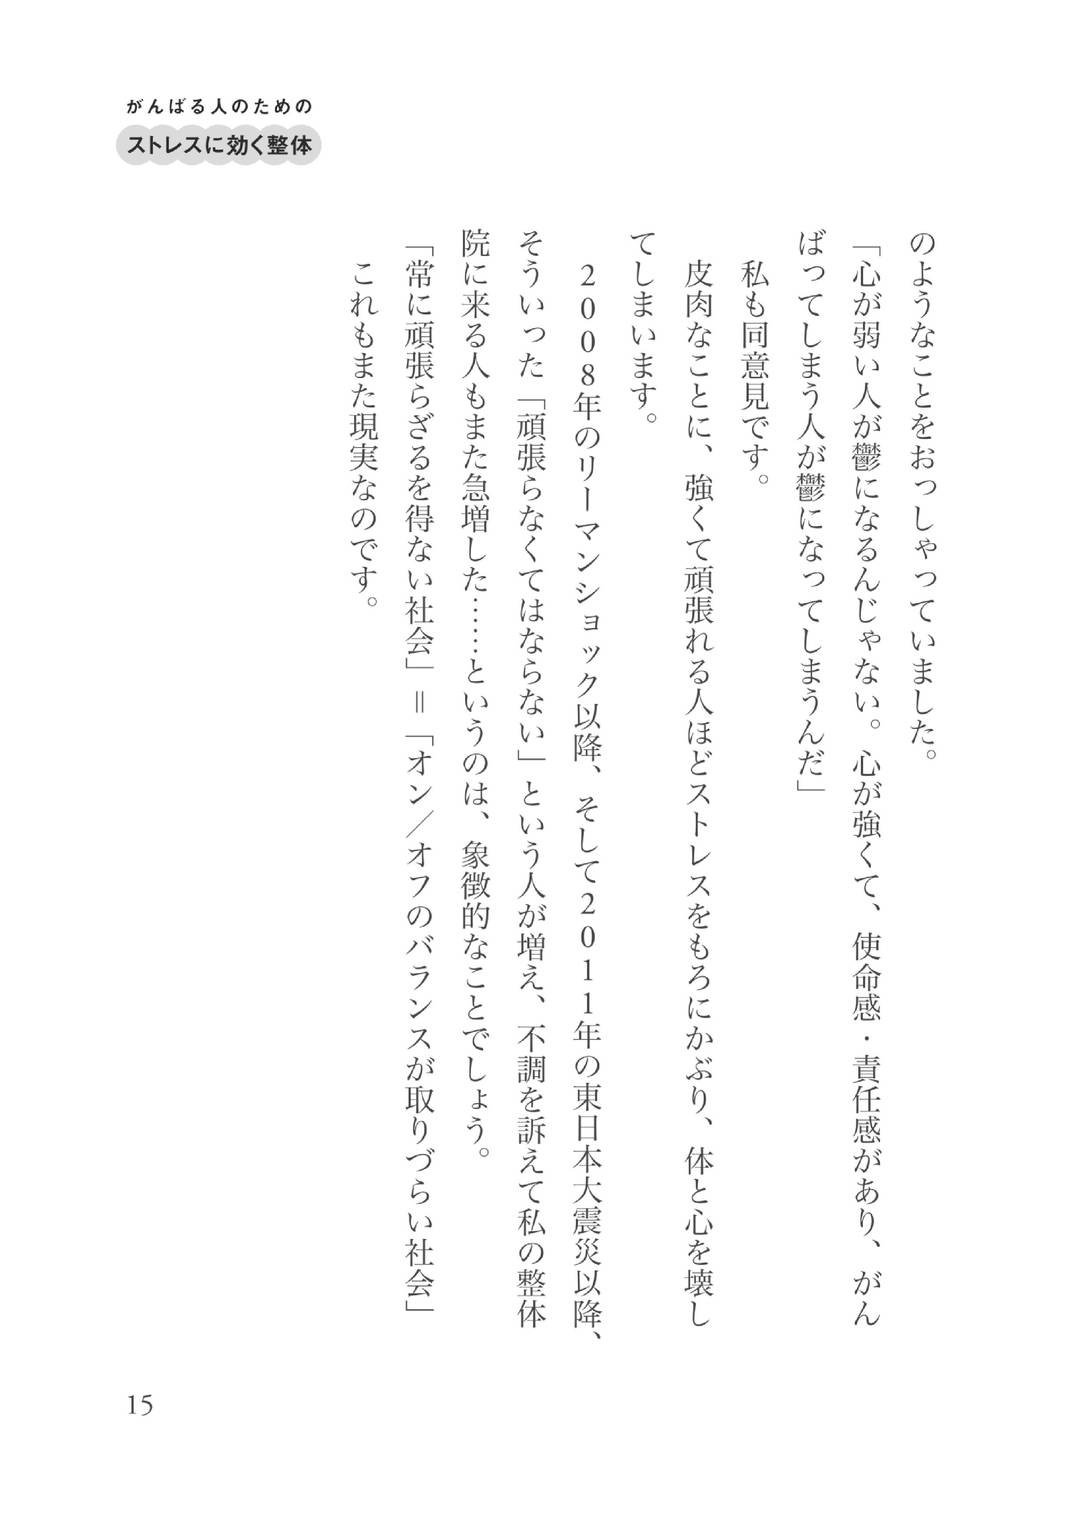 がんばる人のための
ストレスに効く整体
のようなことをおっしゃっていました。
「心が弱い人が鬱になるんじゃない。心が強くて、使命感・責任感があり、がん
ばってしまう人が鬱になってしまうんだ」
私も同意見です。
皮肉なことに、強くて頑張れる人ほどストレスをもろにかぶり、体と心を壊し
てしまいます。
2008年のリーマンショック以降、そして2011年の東日本大震災以降、
そういった「頑張らなくてはならない」という人が増え、不調を訴えて私の整体
院に来る人もまた急増した……というのは、象徴的なことでしょう。
「常に頑張らざるを得ない社会」＝「オン／オフのバランスが取りづらい社会」
これもまた現実なのです。
15